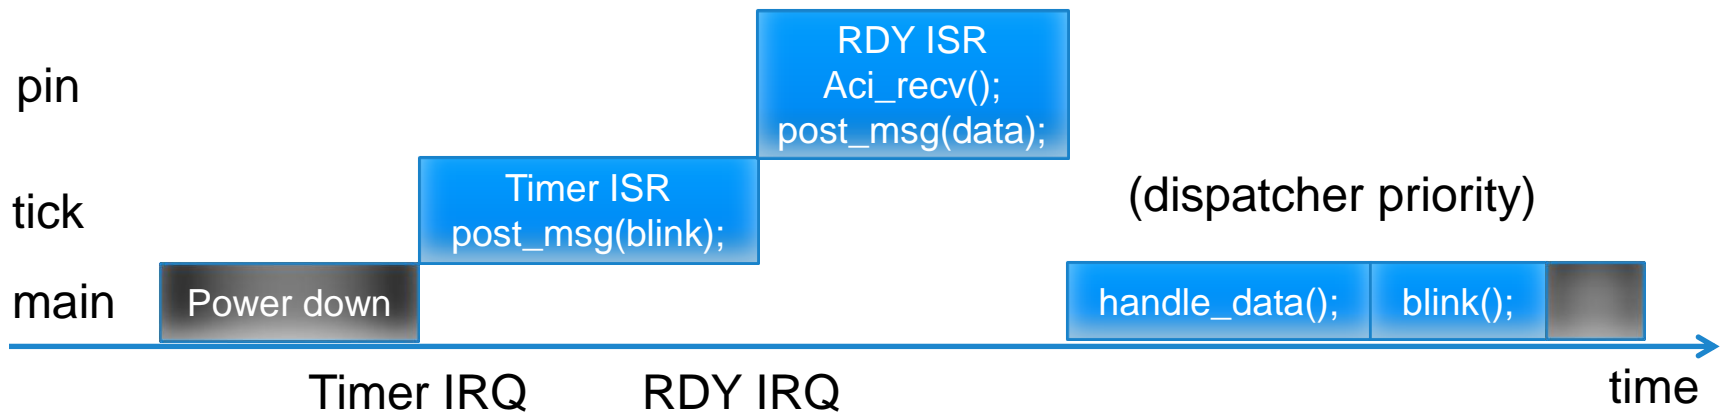 RDY ISR
pin
Aci_recv();
post_msg(data);
Timer ISR
tick
post_msg(blink);
(dispatcher priority)
main
Power down
handle_data();
blink();
Timer IRQ
RDY IRQ
time